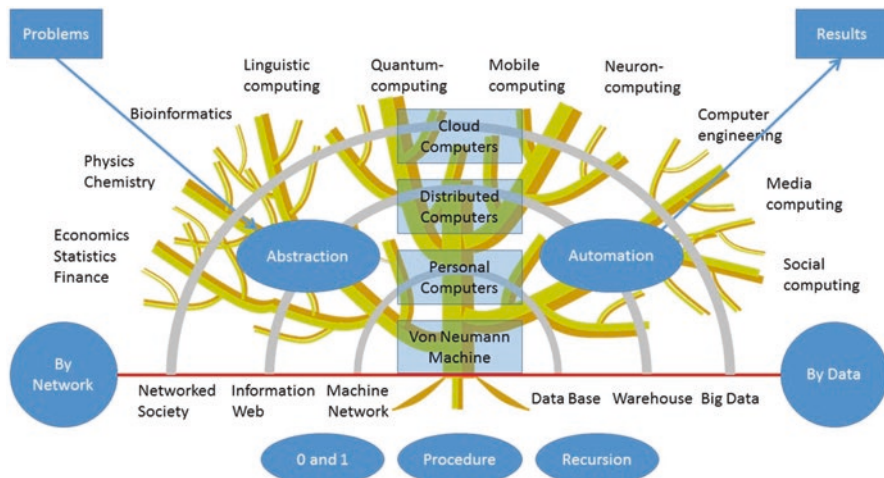 Problems
Results
Linguistic
computing
Quantum-
computing
Mobile
computing
Neuron-
computing
Bioinformatics
Cloud
Computers
Computer
engineering
Physics
Chemistry
Distributed
Computers
Media
computing
Economics
Statistics
Finance
Abstraction
Personal
Computers
Automation
Social
computing
Von Neumann
Machine
By
Network
By Data
Networked
Society
Information
Web
Machine
Network
Data Base
Warehouse
Big Data
0 and 1
Procedure
Recursion